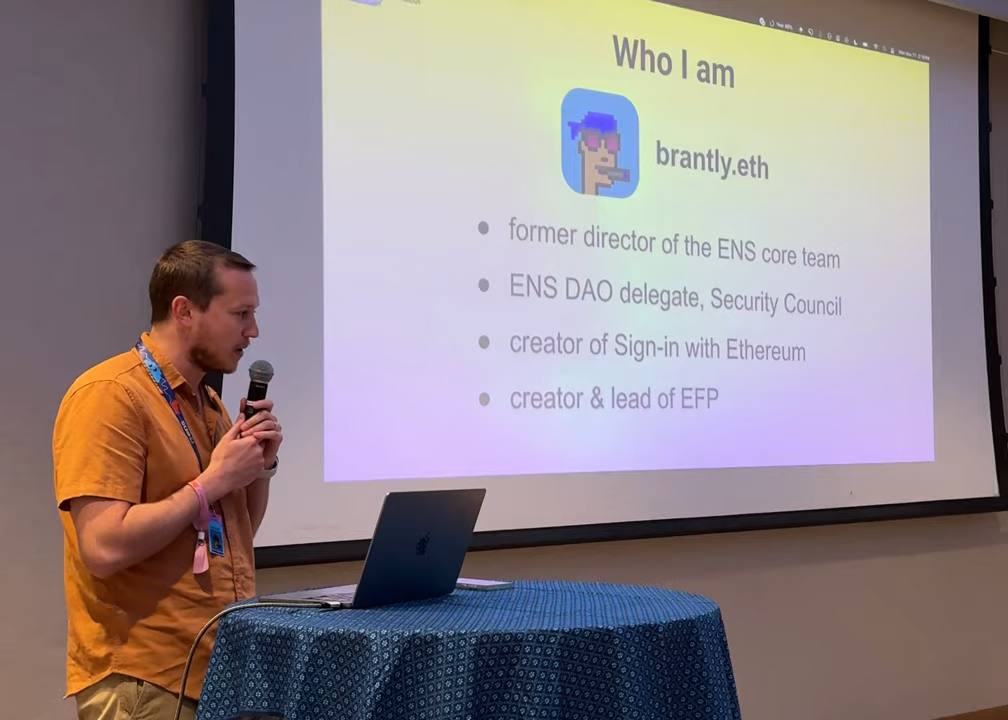 Who I am
brantly.eth
• former director of the ENS core team
• ENS DAO delegate, Security Council
• creator of Sign-in with Ethereum
• creator & lead of EFP